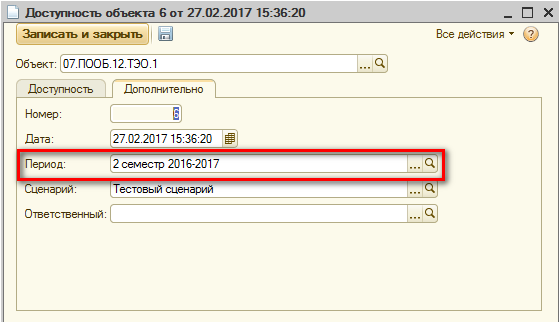 Доступность объекта 6 от 27.02.2017 15:36:20
Записать и закрыть Все действия
Объект: 07.ПООБ.12.ТЭО.1 ...
Доступность Дополнительно
Номер: 6
Дата: 27.02.2017 15:36:20
Период: 2 семестр 2016-2017 ...
Сценарий: Тестовый сценарий ...
Ответственный: ...